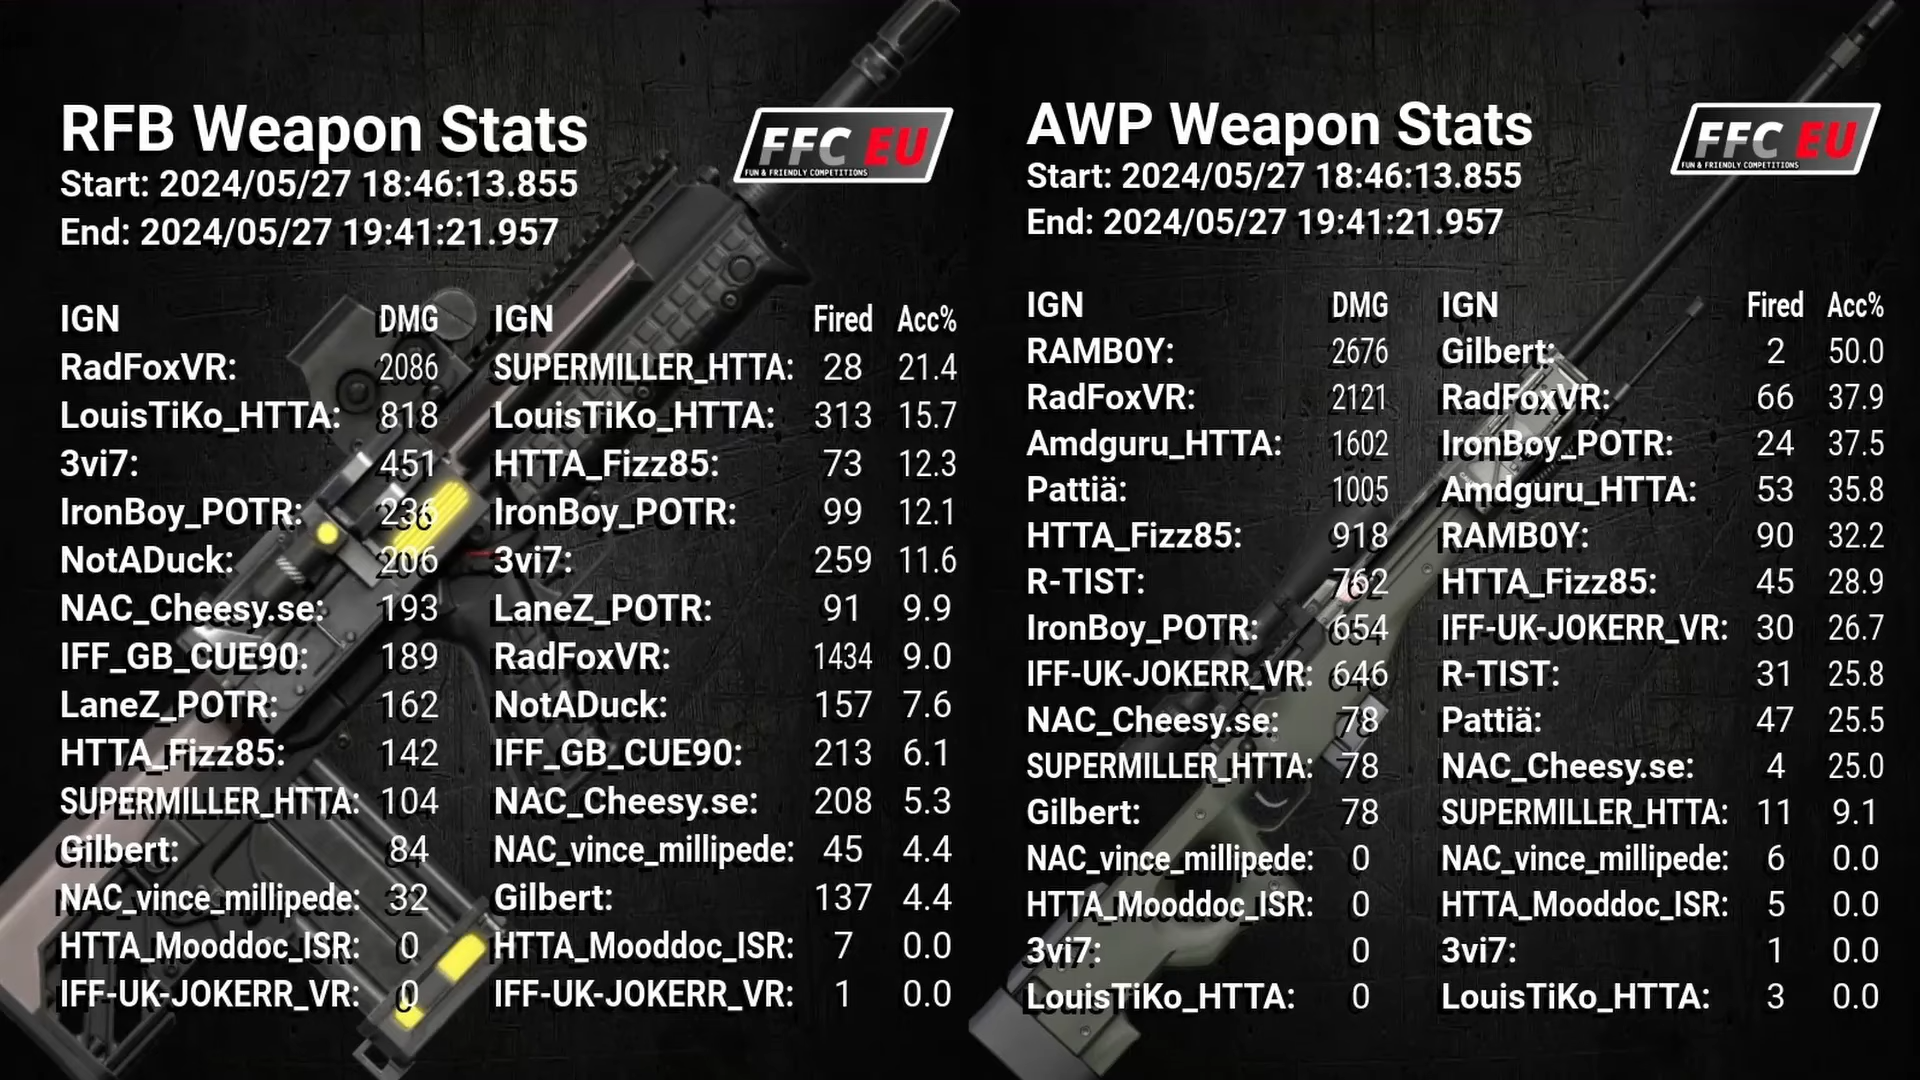 RFB Weapon Stats
Start: 2024/05/27 18:46:13.855
End: 2024/05/27 19:41:21.957
FFC EU
FUN & FRIENDLY COMPETITIONS
IGN DMG IGN Fired Acc%
RadFoxVR: 2086 SUPERMILLER_HTTA: 28 21.4
LouisTiKo_HTTA: 818 LouisTiKo_HTTA: 313 15.7
3vi7: 451 HTTA_Fizz85: 73 12.3
IronBoy_POTR: 236 IronBoy_POTR: 99 12.1
NotADuck: 206 3vi7: 259 11.6
NAC_Cheesy.se: 193 LaneZ_POTR: 91 9.9
IFF_GB_CUE90: 189 RadFoxVR: 1434 9.0
LaneZ_POTR: 162 NotADuck: 157 7.6
HTTA_Fizz85: 142 IFF_GB_CUE90: 213 6.1
SUPERMILLER_HTTA: 104 NAC_Cheesy.se: 208 5.3
Gilbert: 84 NAC_vince_millipede: 45 4.4
NAC_vince_millipede: 32 Gilbert: 137 4.4
HTTA_Mooddoc_ISR: 0 HTTA_Mooddoc_ISR: 7 0.0
IFF-UK-JOKERR_VR: 0 IFF-UK-JOKERR_VR: 1 0.0
AWP Weapon Stats
Start: 2024/05/27 18:46:13.855
End: 2024/05/27 19:41:21.957
FFC EU
FUN & FRIENDLY COMPETITIONS
IGN DMG IGN Fired Acc%
RAMB0Y: 2676 Gilbert: 2 50.0
RadFoxVR: 2121 RadFoxVR: 66 37.9
Amdguru_HTTA: 1602 IronBoy_POTR: 24 37.5
Pattiä: 1005 Amdguru_HTTA: 53 35.8
HTTA_Fizz85: 918 RAMB0Y: 90 32.2
R-TIST: 762 HTTA_Fizz85: 45 28.9
IronBoy_POTR: 654 IFF-UK-JOKERR_VR: 30 26.7
IFF-UK-JOKERR_VR: 646 R-TIST: 31 25.8
NAC_Cheesy.se: 78 Pattiä: 47 25.5
SUPERMILLER_HTTA: 78 NAC_Cheesy.se: 4 25.0
Gilbert: 78 SUPERMILLER_HTTA: 11 9.1
NAC_vince_millipede: 0 NAC_vince_millipede: 6 0.0
HTTA_Mooddoc_ISR: 0 HTTA_Mooddoc_ISR: 5 0.0
3vi7: 0 3vi7: 1 0.0
LouisTiKo_HTTA: 0 LouisTiKo_HTTA: 3 0.0